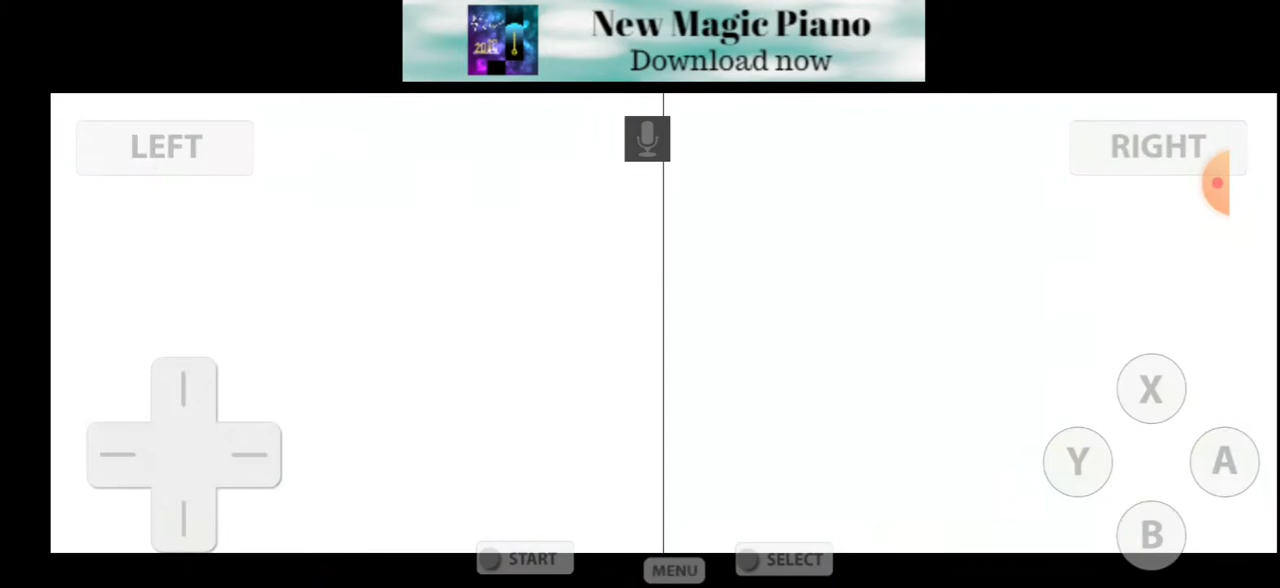 New Magic Piano
Download now
LEFT
RIGHT
X
Y
A
B
START
SELECT
MENU